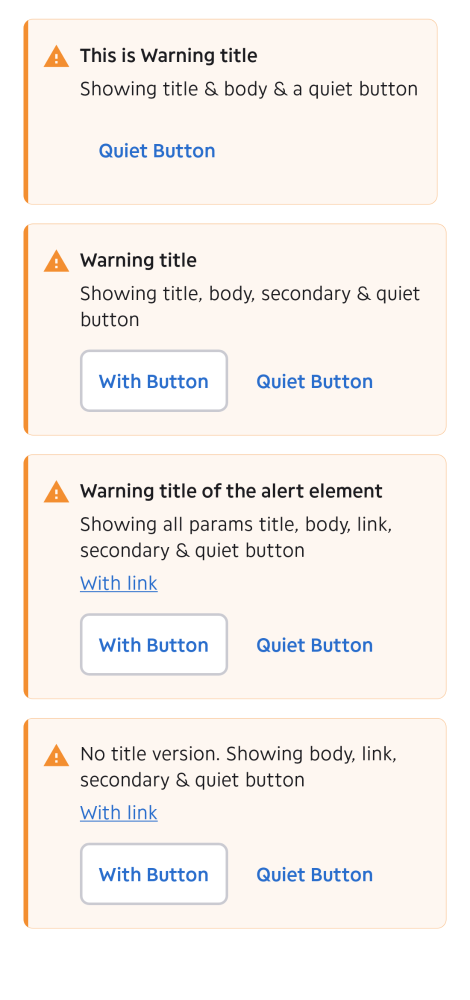 This is Warning title
Showing title & body & a quiet button
Quiet Button
Warning title
Showing title, body, secondary & quiet
button
With Button Quiet Button
Warning title of the alert element
Showing all params title, body, link,
secondary & quiet button
With link
With Button Quiet Button
No title version. Showing body, link,
secondary & quiet button
With link
With Button Quiet Button